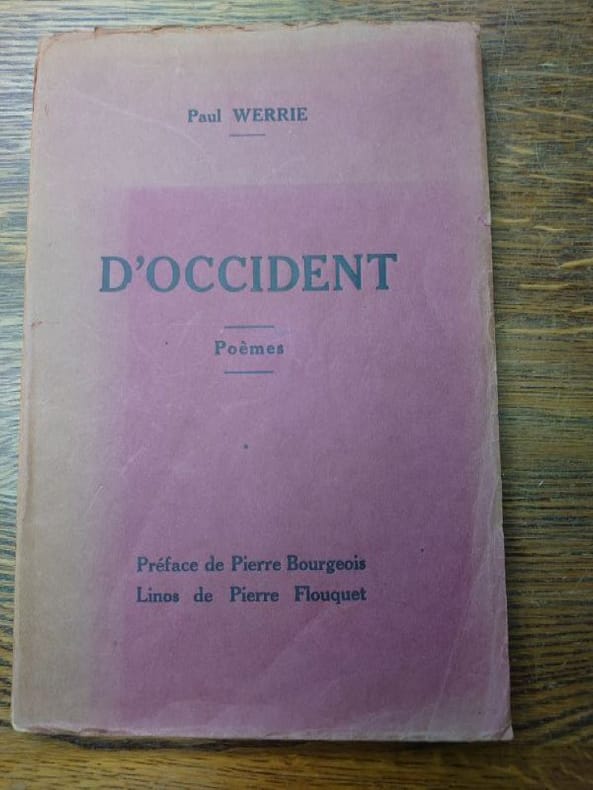 Paul WERRIE
D'OCCIDENT
Poèmes
Préface de Pierre Bourgeois
Linos de Pierre Flouquet